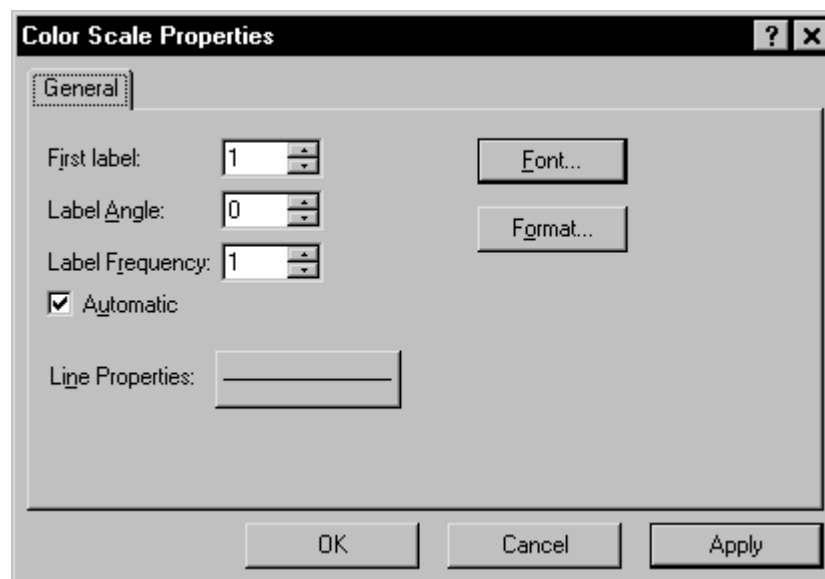 Color Scale Properties
General
First label: 1
Font...
Label Angle: 0
Format...
Label Frequency: 1
Automatic
Line Properties:
OK Cancel Apply